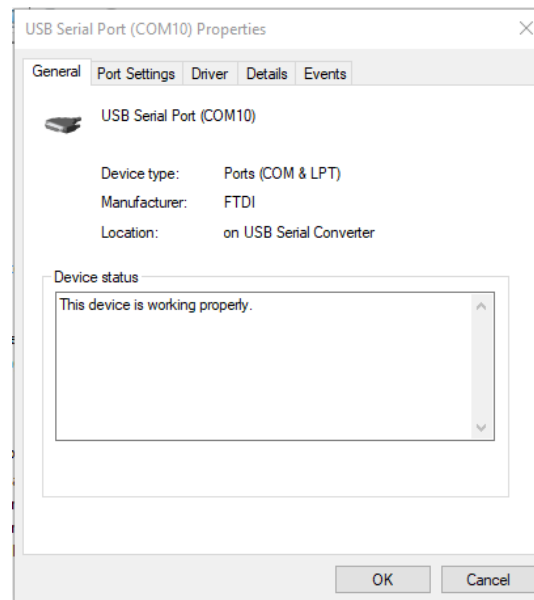 USB Serial Port (COM10) Properties
General Port Settings Driver Details Events
USB Serial Port (COM10)
Device type: Ports (COM & LPT)
Manufacturer: FTDI
Location: on USB Serial Converter
Device status
This device is working properly.
OK Cancel